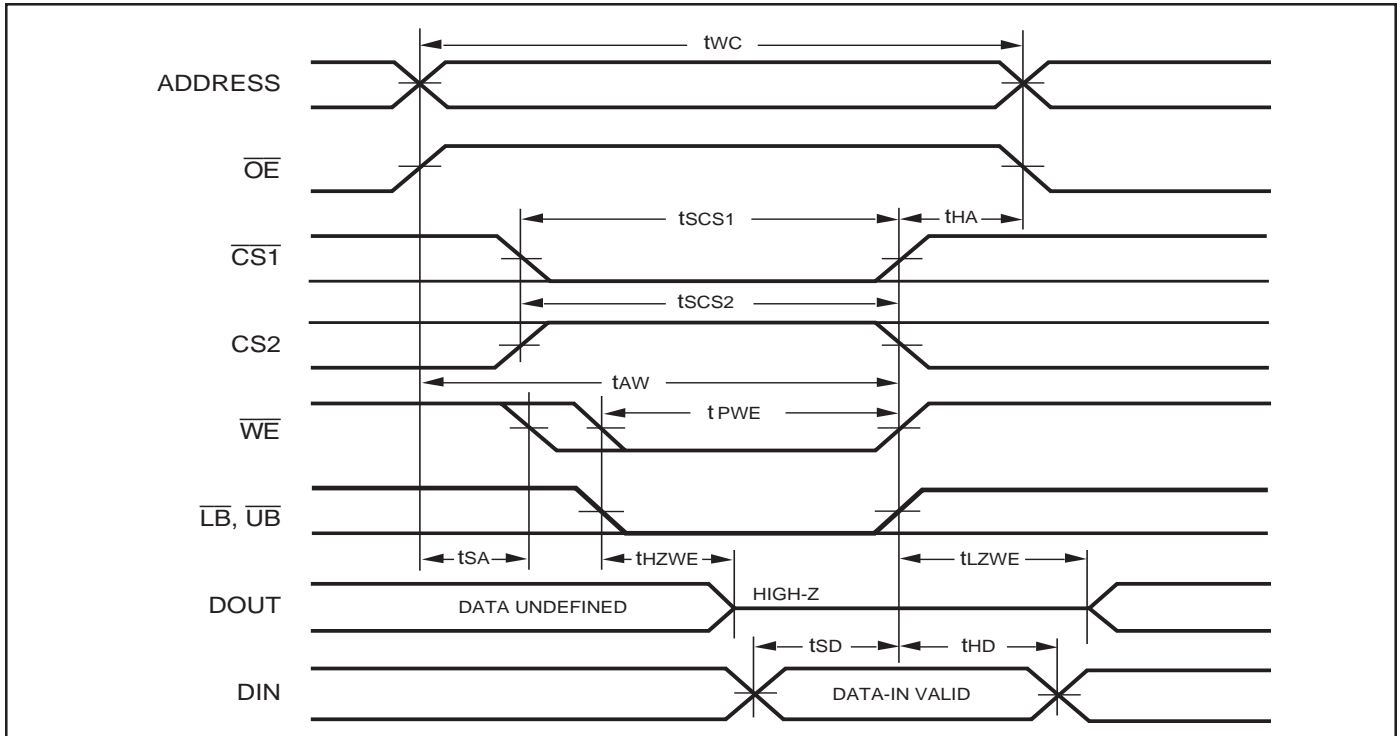 tWC
ADDRESS
OE
tSCS1
tHA
CS1
tSCS2
CS2
tAW
tPWE
WE
LB, UB
tSA
tHZWE
tLZWE
DOUT
DATA UNDEFINED
HIGH-Z
tSD
tHD
DIN
DATA-IN VALID